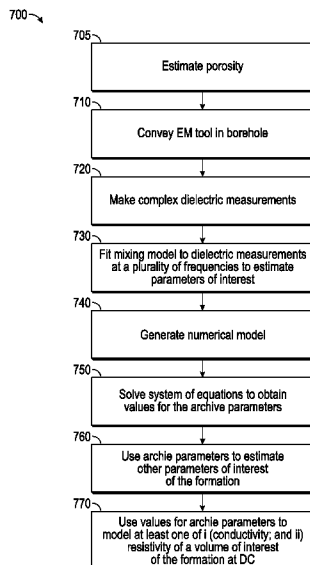 700
705
Estimate porosity
710
Convey EM tool in borehole
720
Make complex dielectric measurements
730
Fit mixing model to dielectric measurements
at a plurality of frequencies to estimate
parameters of interest
740
Generate numerical model
750
Solve system of equations to obtain
values for the archive parameters
760
Use archie parameters to estimate
other parameters of interest
of the formation
770
Use values for archie parameters to
model at least one of i (conductivity; and ii)
resistivity of a volume of interest
of the formation at DC